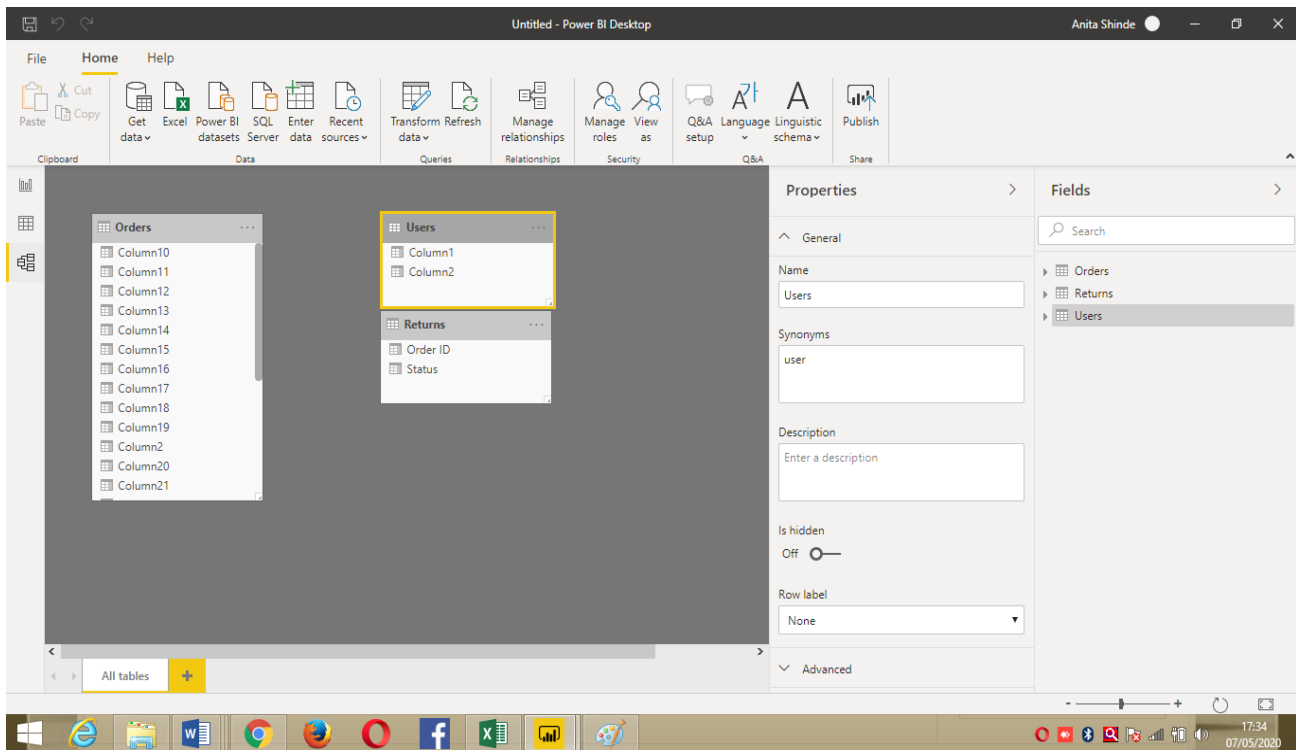 Untitled - Power BI Desktop
Anita Shinde
File Home Help
Paste
Cut
Copy
Clipboard
Get data
Excel
Power BI datasets
SQL Server
Enter data
Recent sources
Data
Transform data
Refresh
Queries
Manage relationships
Relationships
Manage roles
View as
Security
Q&A setup
Language
Linguistic schema
Q&A
Publish
Share
Orders
Column10
Column11
Column12
Column13
Column14
Column15
Column16
Column17
Column18
Column19
Column2
Column20
Column21
Users
Column1
Column2
Returns
Order ID
Status
All tables
Properties
General
Name
Users
Synonyms
user
Description
Enter a description
Is hidden
Off
Row label
None
Advanced
Fields
Search
Orders
Returns
Users
17:34
07/05/2020